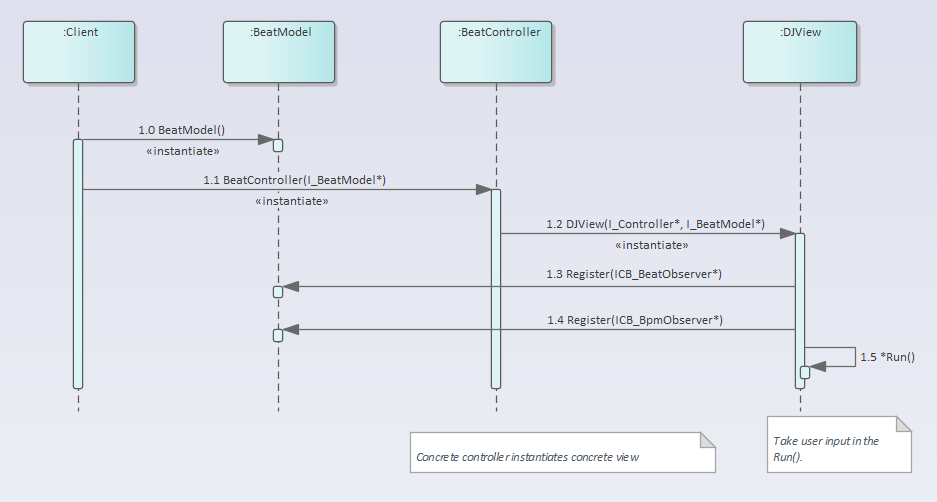 :Client
:BeatModel
:BeatController
:DJView
1.0 BeatModel()
«instantiate»
1.1 BeatController(I_BeatModel*)
«instantiate»
1.2 DJView(I_Controller*, I_BeatModel*)
«instantiate»
1.3 Register(ICB_BeatObserver*)
1.4 Register(ICB_BpmObserver*)
1.5 *Run()
Concrete controller instantiates concrete view
Take user input in the
Run().